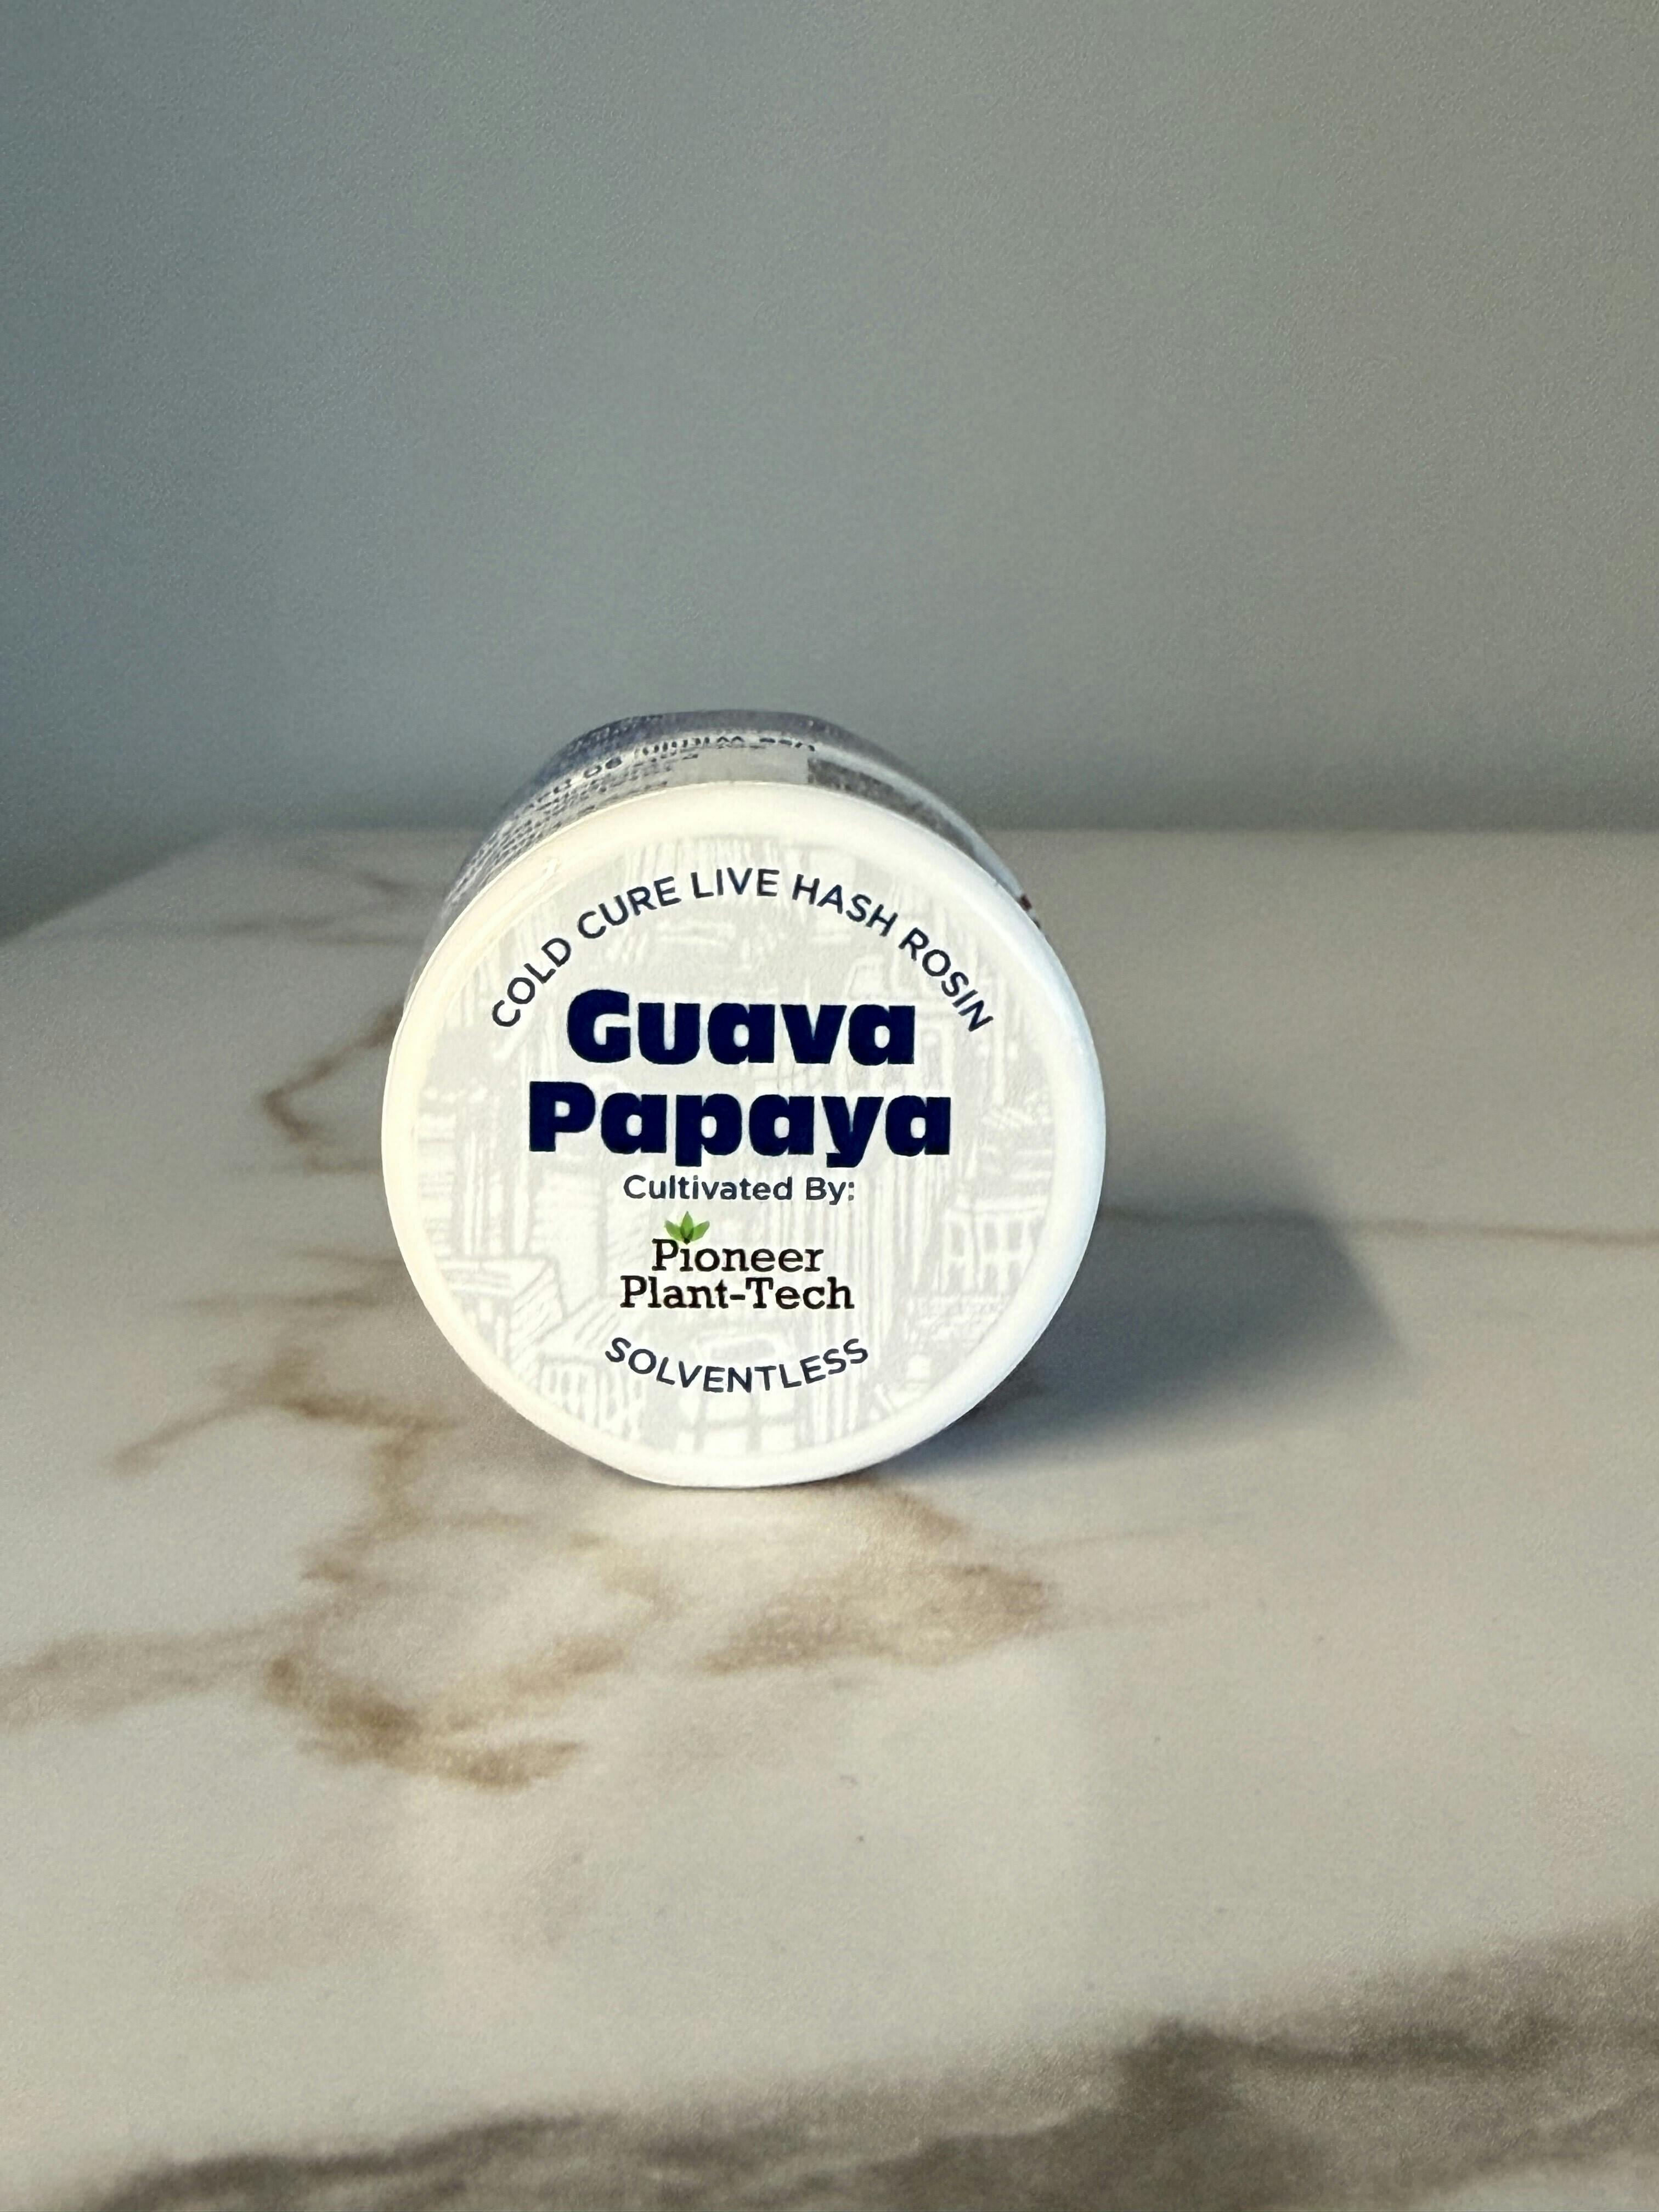 COLD CURE LIVE HASH ROSIN
Guava
Papaya
Cultivated By:
Pioneer
Plant-Tech
SOLVENTLESS